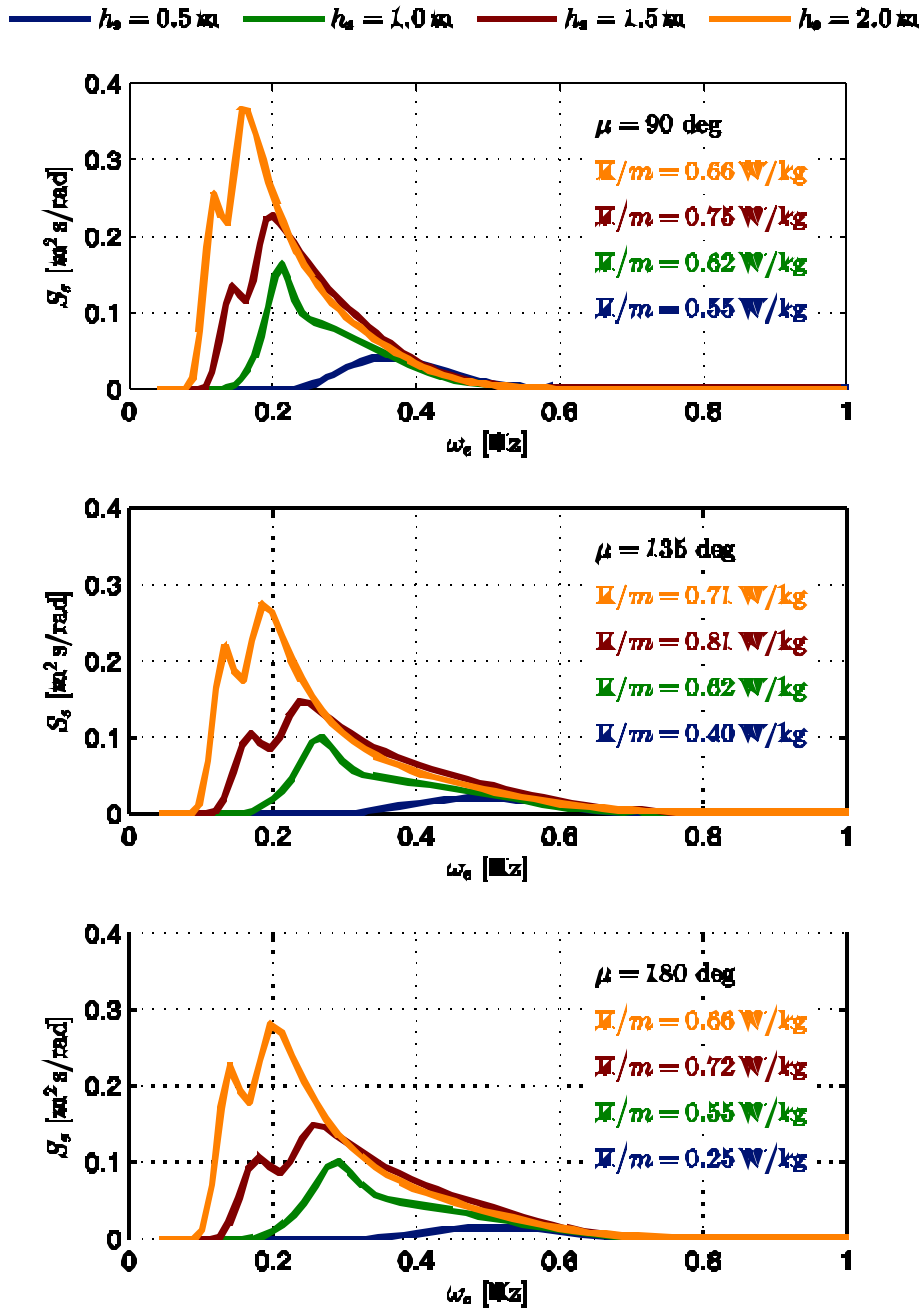 h_s = 0.5 m h_s = 1.0 m h_s = 1.5 m h_s = 2.0 m
0.4
0.3
0.2
0.1
0
S_s [m² s/rad]
μ = 90 deg
= 0.66 W/kg
= 0.75 W/kg
= 0.62 W/kg
= 0.55 W/kg
0 0.2 0.4 0.6 0.8 1
ω_e [Hz]
0.4
0.3
0.2
0.1
0
S_s [m² s/rad]
μ = 135 deg
= 0.71 W/kg
= 0.81 W/kg
= 0.62 W/kg
= 0.40 W/kg
0 0.2 0.4 0.6 0.8 1
ω_e [Hz]
0.4
0.3
0.2
0.1
0
S_s [m² s/rad]
μ = 180 deg
= 0.66 W/kg
= 0.72 W/kg
= 0.55 W/kg
= 0.25 W/kg
0 0.2 0.4 0.6 0.8 1
ω_e [Hz]